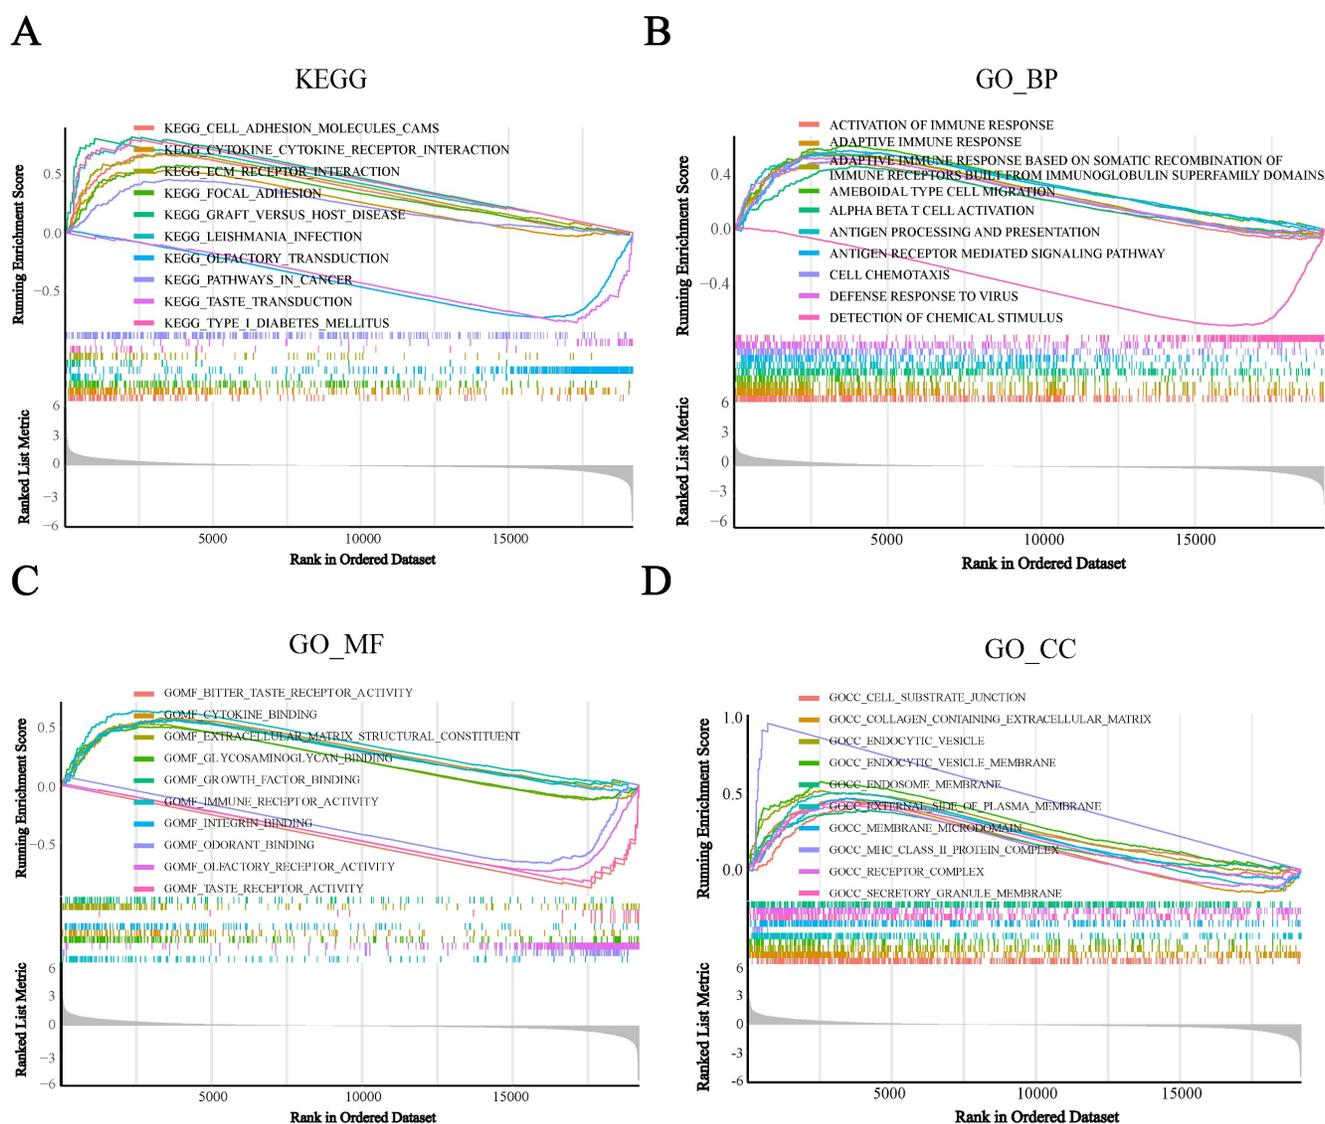 A
KEGG
KEGG_CELL_ADHESION_MOLECULES_CAMS
KEGG_CYTOKINE_CYTOKINE_RECEPTOR_INTERACTION
KEGG_ECM_RECEPTOR_INTERACTION
KEGG_FOCAL_ADHESION
KEGG_GRAFT_VERSUS_HOST_DISEASE
KEGG_LEISHMANIA_INFECTION
KEGG_OLFACTORY_TRANSDUCTION
KEGG_PATHWAYS_IN_CANCER
KEGG_TASTE_TRANSDUCTION
KEGG_TYPE_I_DIABETES_MELLITUS
Running Enrichment Score
0.5
0.0
−0.5
Ranked List Metric
6
3
0
−3
−6
5000 10000 15000
Rank in Ordered Dataset
B
GO_BP
ACTIVATION OF IMMUNE RESPONSE
ADAPTIVE IMMUNE RESPONSE
ADAPTIVE IMMUNE RESPONSE BASED ON SOMATIC RECOMBINATION OF
IMMUNE RECEPTORS BUILT FROM IMMUNOGLOBULIN SUPERFAMILY DOMAINS
AMEBOIDAL TYPE CELL MIGRATION
ALPHA BETA T CELL ACTIVATION
ANTIGEN PROCESSING AND PRESENTATION
ANTIGEN RECEPTOR MEDIATED SIGNALING PATHWAY
CELL CHEMOTAXIS
DEFENSE RESPONSE TO VIRUS
DETECTION OF CHEMICAL STIMULUS
Running Enrichment Score
0.4
0.0
−0.4
Ranked List Metric
6
3
0
−3
−6
5000 10000 15000
Rank in Ordered Dataset
C
GO_MF
GOMF_BITTER_TASTE_RECEPTOR_ACTIVITY
GOMF_CYTOKINE_BINDING
GOMF_EXTRACELLULAR_MATRIX_STRUCTURAL_CONSTITUENT
GOMF_GLYCOSAMINOGLYCAN_BINDING
GOMF_GROWTH_FACTOR_BINDING
GOMF_IMMUNE_RECEPTOR_ACTIVITY
GOMF_INTEGRIN_BINDING
GOMF_ODORANT_BINDING
GOMF_OLFACTORY_RECEPTOR_ACTIVITY
GOMF_TASTE_RECEPTOR_ACTIVITY
Running Enrichment Score
0.5
0.0
−0.5
Ranked List Metric
6
3
0
−3
−6
5000 10000 15000
Rank in Ordered Dataset
D
GO_CC
GOCC_CELL_SUBSTRATE_JUNCTION
GOCC_COLLAGEN_CONTAINING_EXTRACELLULAR_MATRIX
GOCC_ENDOCYTIC_VESICLE
GOCC_ENDOCYTIC_VESICLE_MEMBRANE
GOCC_ENDOSOME_MEMBRANE
GOCC_EXTERNAL_SIDE_OF_PLASMA_MEMBRANE
GOCC_MEMBRANE_MICRODOMAIN
GOCC_MHC_CLASS_II_PROTEIN_COMPLEX
GOCC_RECEPTOR_COMPLEX
GOCC_SECRETORY_GRANULE_MEMBRANE
Running Enrichment Score
1.0
0.5
0.0
Ranked List Metric
6
3
0
-3
-6
5000 10000 15000
Rank in Ordered Dataset